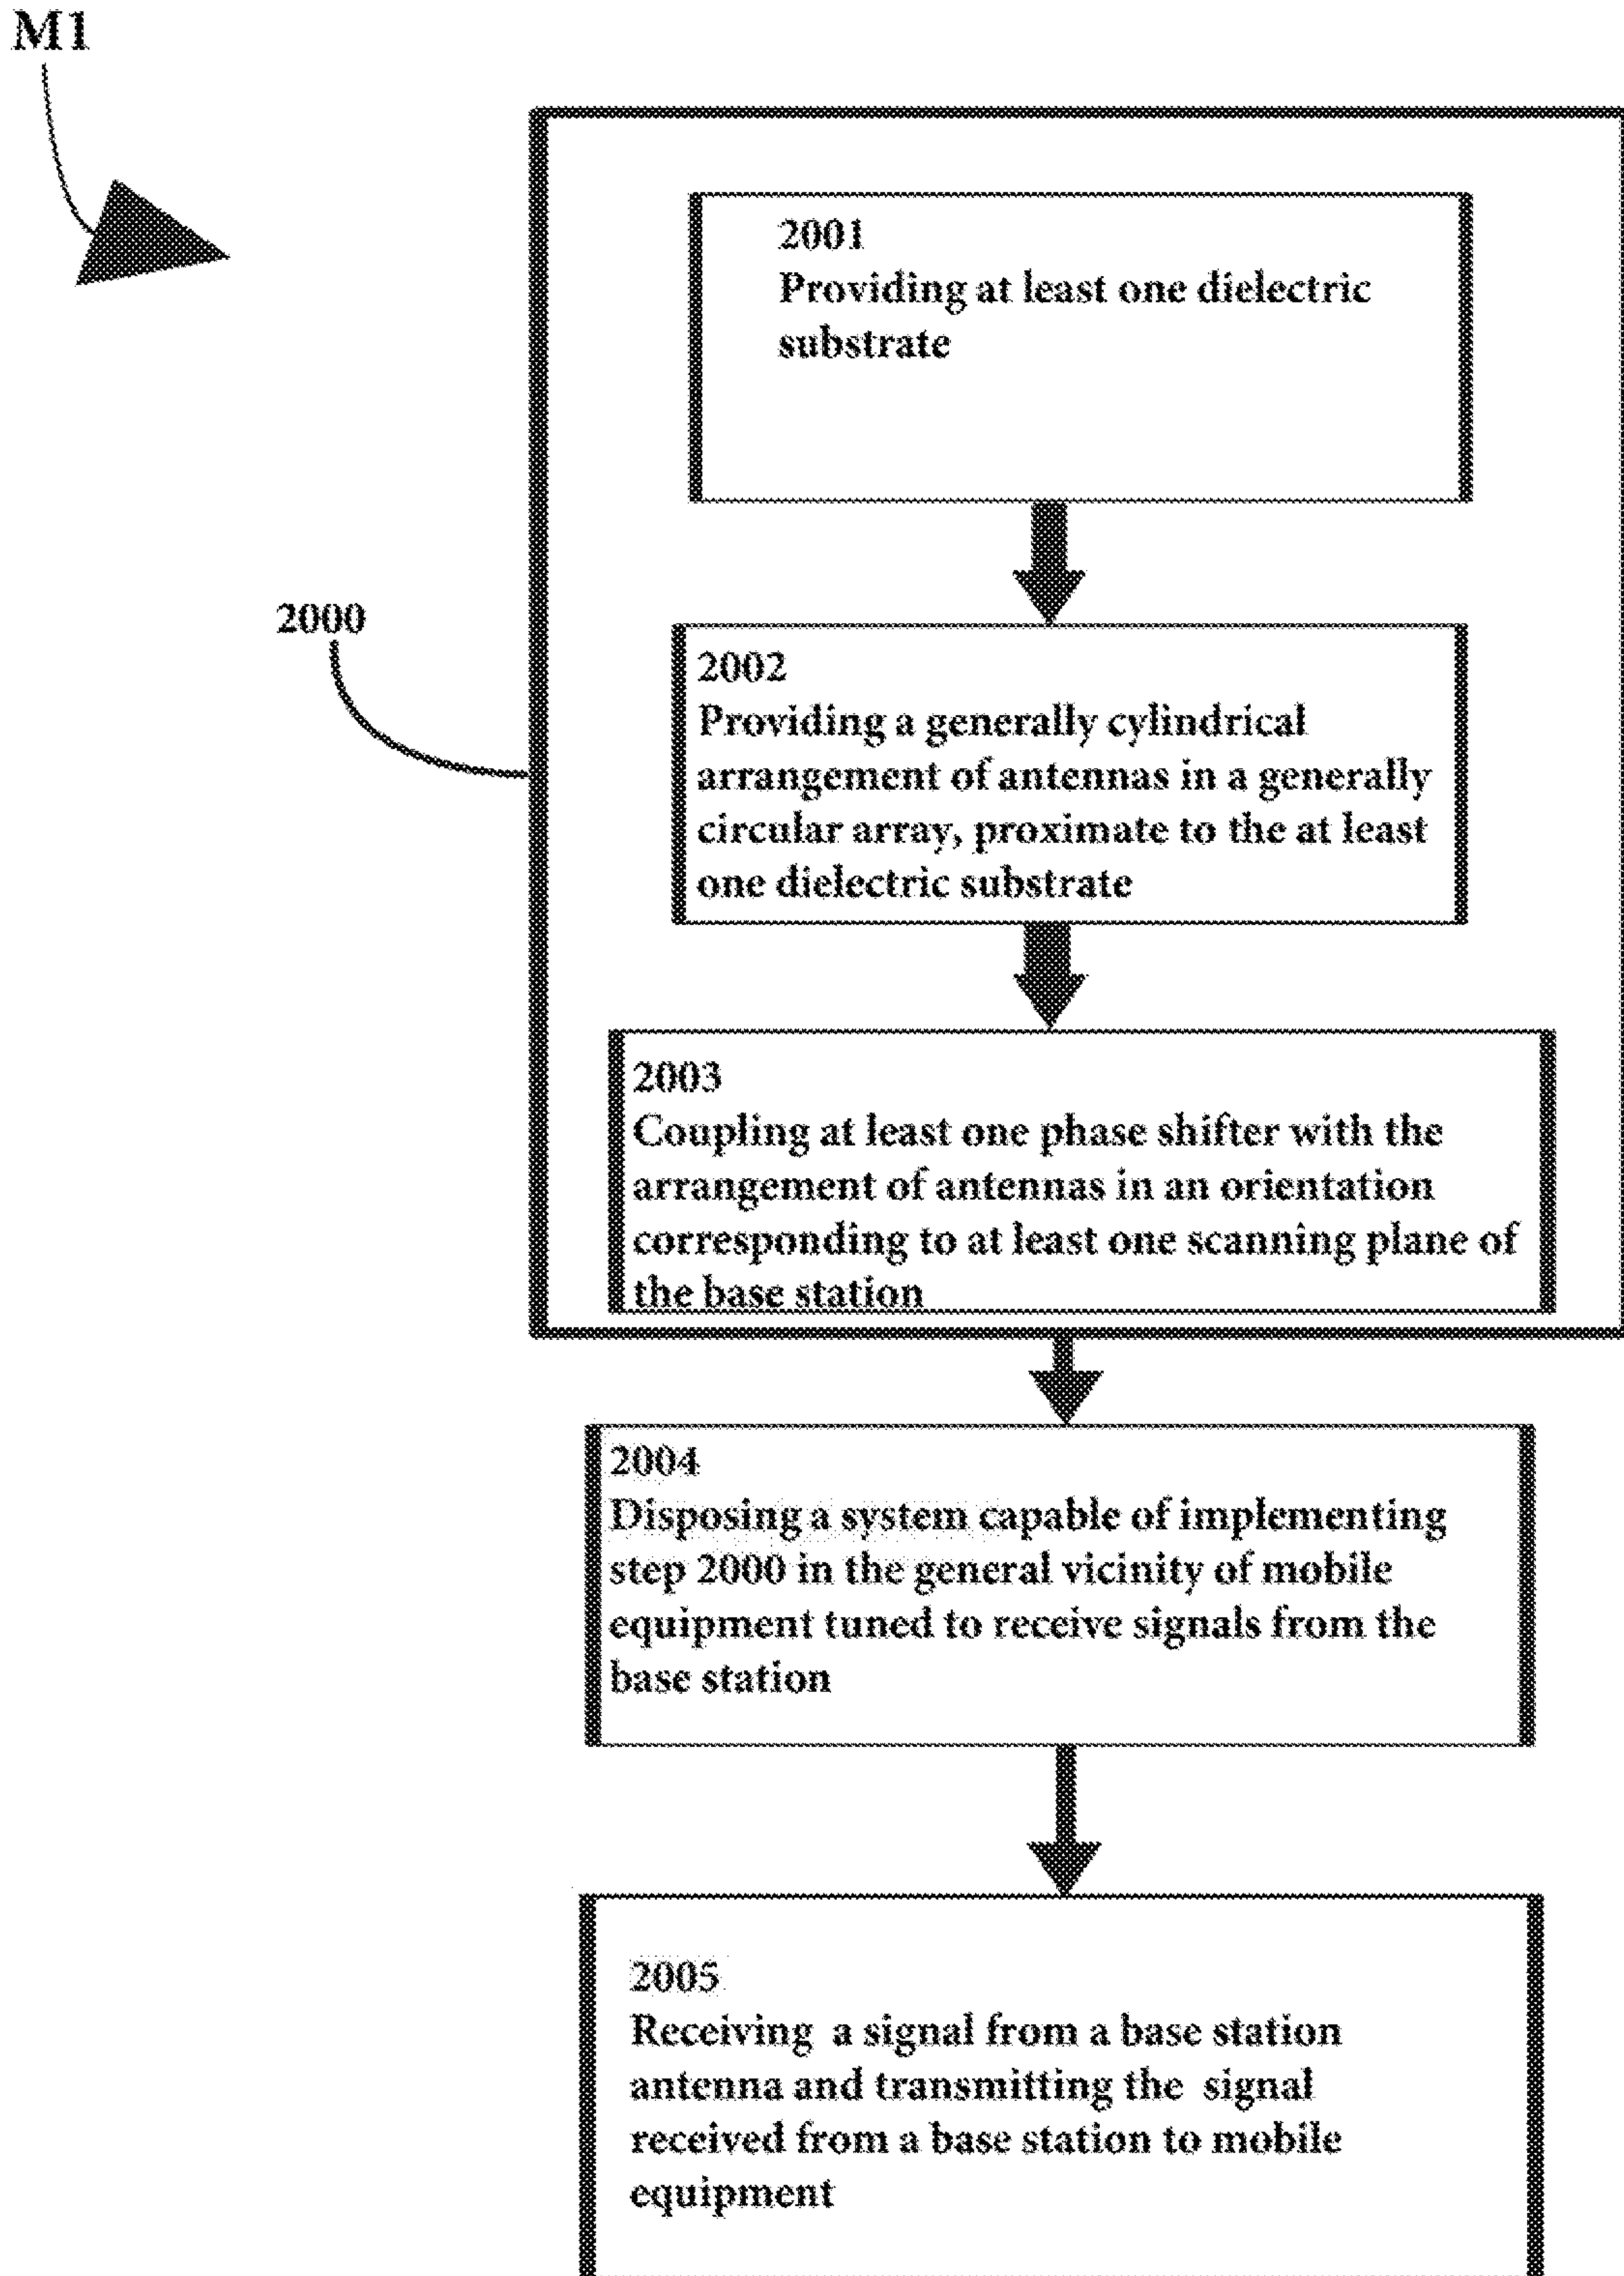 M1
2001
Providing at least one dielectric
substrate
2000
2002
Providing a generally cylindrical
arrangement of antennas in a generally
circular array, proximate to the at least
one dielectric substrate
2003
Coupling at least one phase shifter with the
arrangement of antennas in an orientation
corresponding to at least one scanning plane of
the base station
2004
Disposing a system capable of implementing
step 2000 in the general vicinity of mobile
equipment tuned to receive signals from the
base station
2005
Receiving a signal from a base station
antenna and transmitting the signal
received from a base station to mobile
equipment